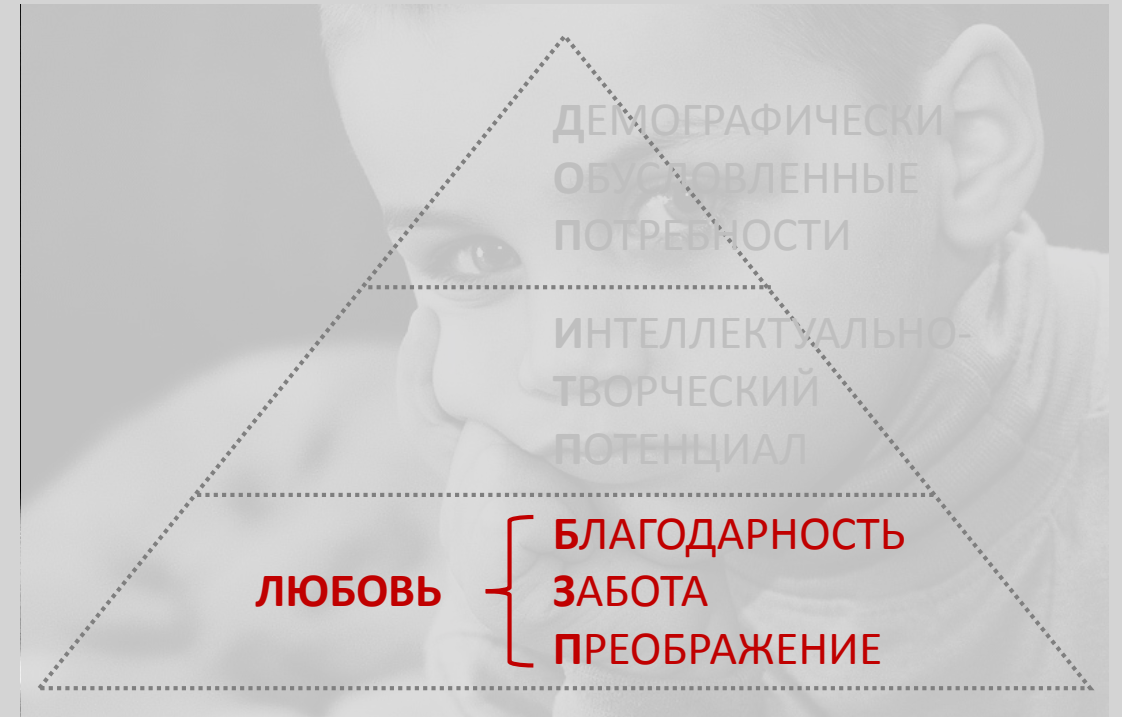 ДЕМОГРАФИЧЕСКИ
ОБУСЛОВЛЕННЫЕ
ПОТРЕБНОСТИ
ИНТЕЛЛЕКТУАЛЬНО-
ТВОРЧЕСКИЙ
ПОТЕНЦИАЛ
БЛАГОДАРНОСТЬ
ЛЮБОВЬ ЗАБОТА
ПРЕОБРАЖЕНИЕ